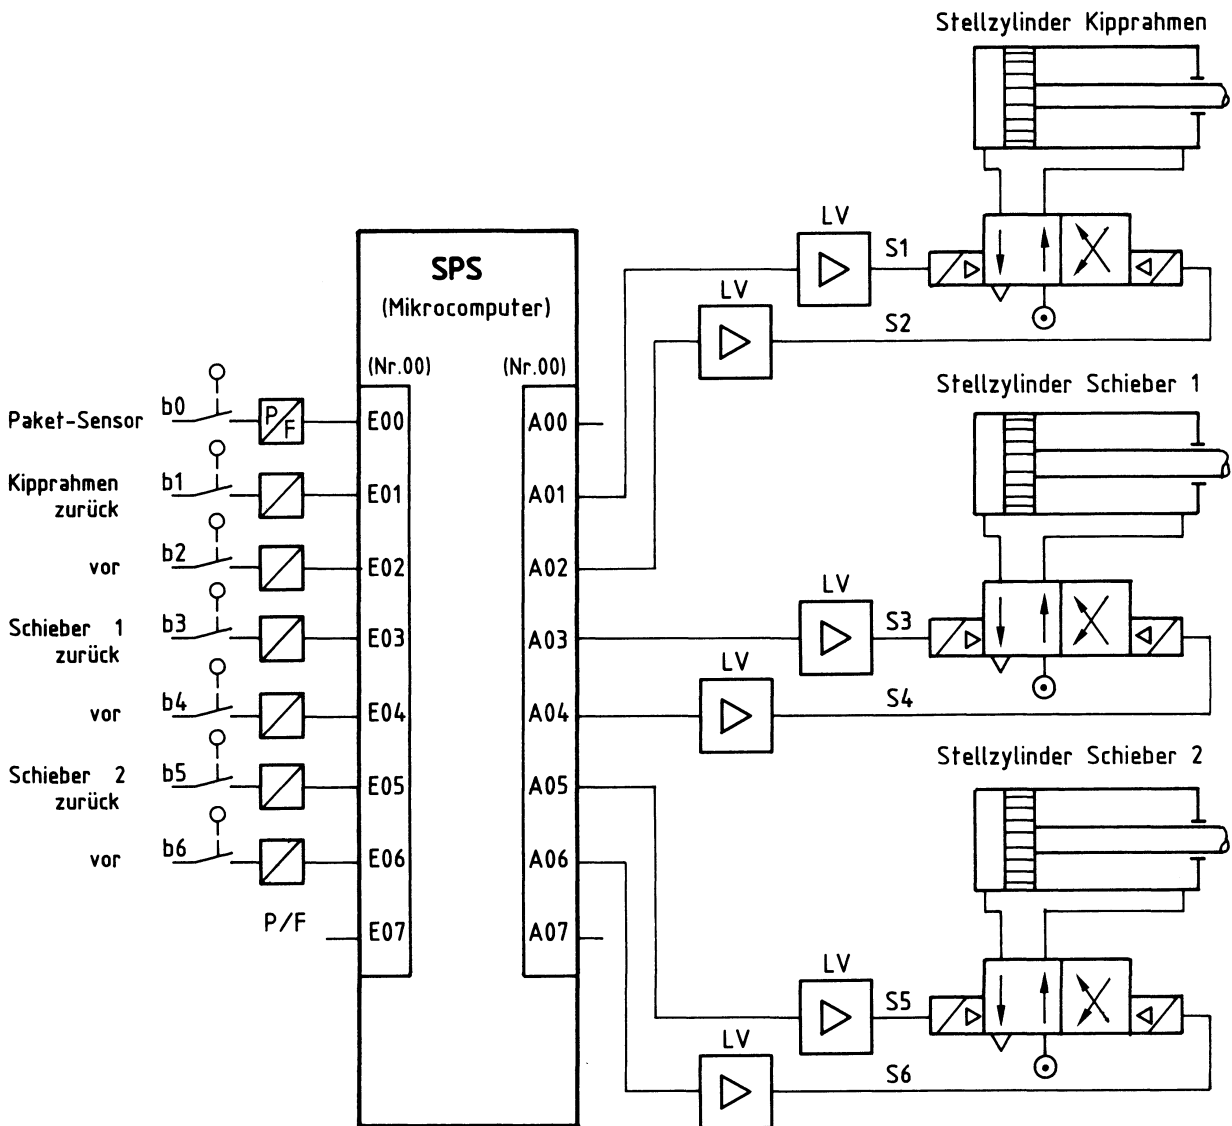 Stellzylinder Kipprahmen
LV
S1
LV
S2
SPS
(Mikrocomputer)
(Nr.00) (Nr.00)
Paket-Sensor b0 P/F E00 A00
Kipprahmen zurück b1 E01 A01
vor b2 E02 A02
Stellzylinder Schieber 1
Schieber 1 zurück b3 E03 A03
LV
S3
vor b4 E04 A04
LV
S4
Schieber 2 zurück b5 E05 A05
Stellzylinder Schieber 2
vor b6 E06 A06
P/F E07 A07
LV
S5
LV
S6